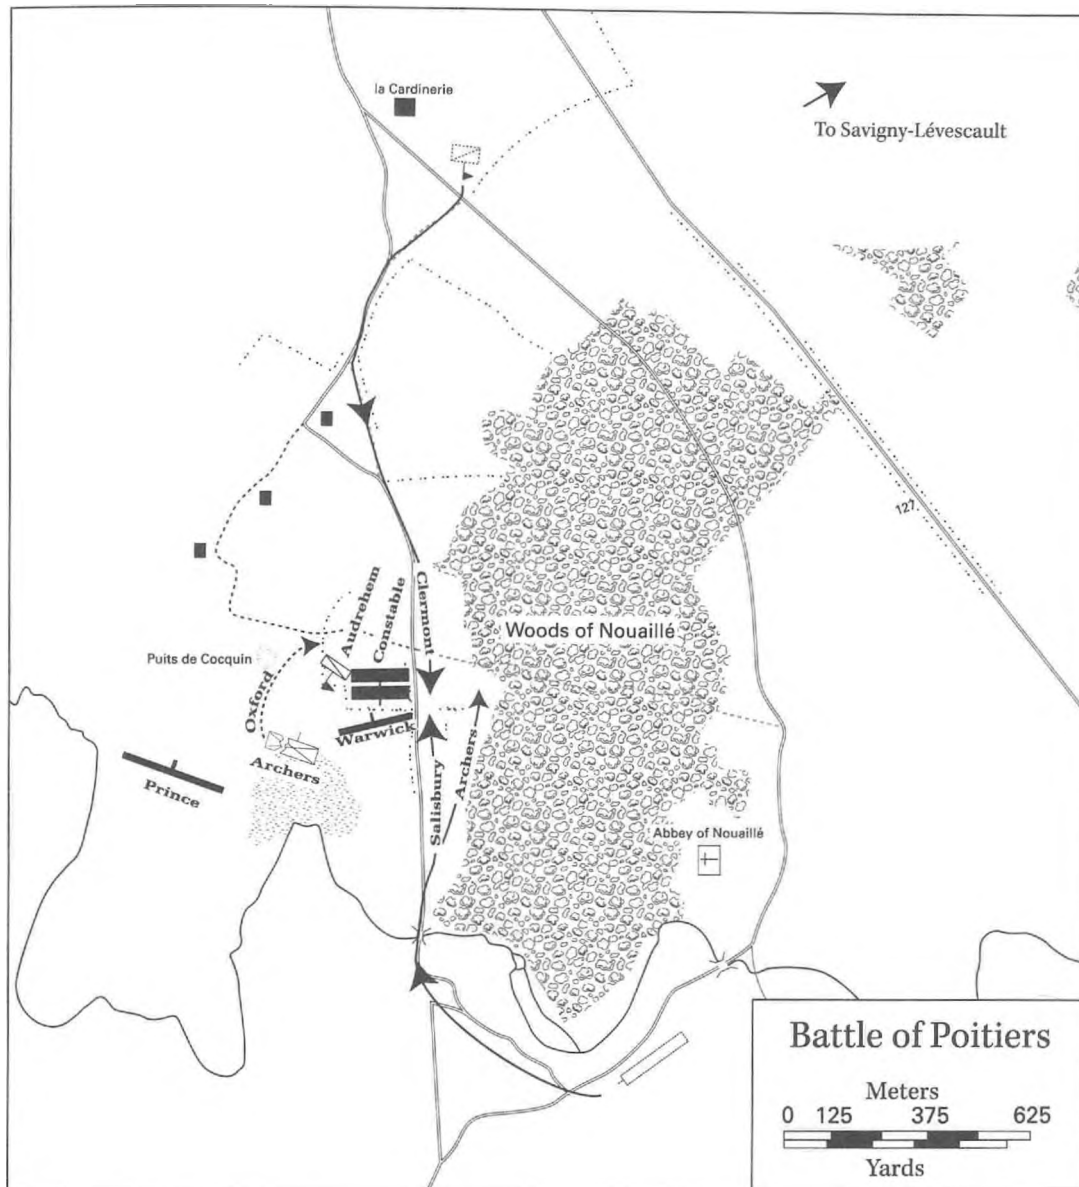 la Cardinerie
To Savigny-Lévescault
127
Audrehem
Constable
Clermont
Woods of Nouaillé
Puits de Cocquin
Oxford
Warwick
Archers
Prince
Salisbury
Archers
Abbey of Nouaillé
Battle of Poitiers
Meters
0 125 375 625
Yards